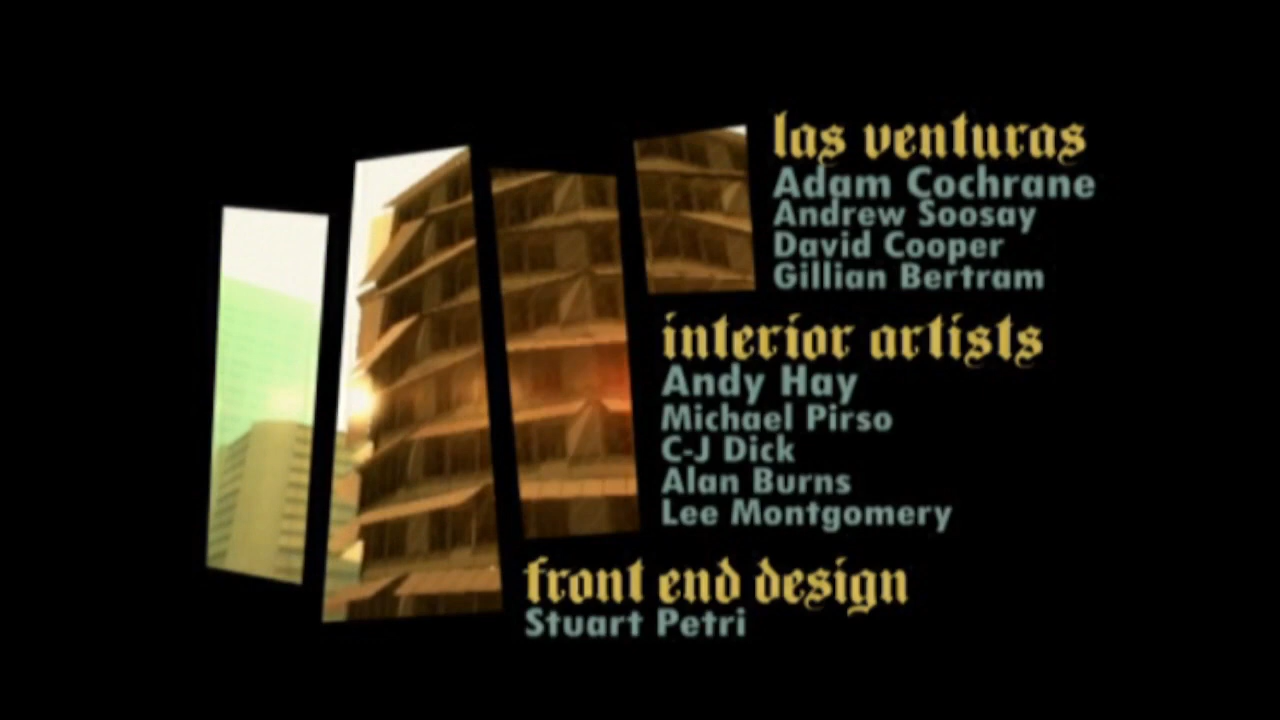 las venturas
Adam Cochrane
Andrew Soosay
David Cooper
Gillian Bertram
interior artists
Andy Hay
Michael Pirso
C-J Dick
Alan Burns
Lee Montgomery
front end design
Stuart Petri